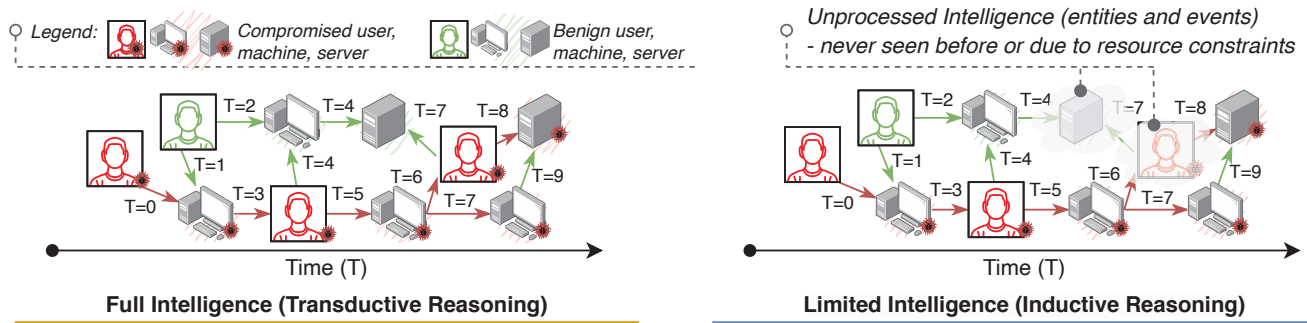 Legend:
Compromised user,
machine, server
Benign user,
machine, server
T=2
T=4
T=7
T=8
T=1
T=4
T=6
T=9
T=0
T=3
T=5
T=7
Time (T)
Full Intelligence (Transductive Reasoning)
Unprocessed Intelligence (entities and events)
- never seen before or due to resource constraints
T=2
T=4
T=7
T=8
T=1
T=4
T=6
T=9
T=0
T=3
T=5
T=7
Time (T)
Limited Intelligence (Inductive Reasoning)